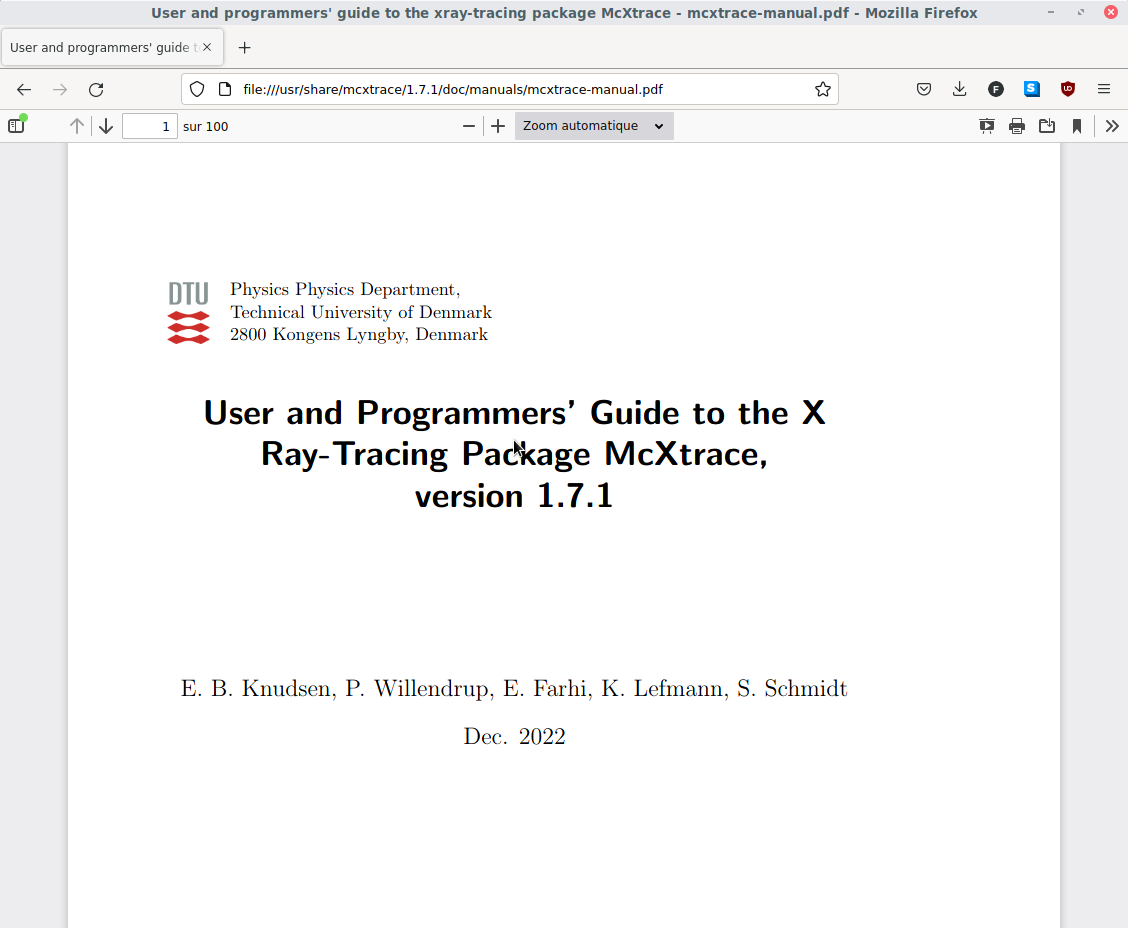 User and programmers' guide to the xray-tracing package McXtrace - mcxtrace-manual.pdf - Mozilla Firefox
User and programmers' guide t
file:///usr/share/mcxtrace/1.7.1/doc/manuals/mcxtrace-manual.pdf
F
S
UD
1 sur 100
Zoom automatique
DTU
Physics Physics Department,
Technical University of Denmark
2800 Kongens Lyngby, Denmark
User and Programmers' Guide to the X
Ray-Tracing Package McXtrace,
version 1.7.1
E. B. Knudsen, P. Willendrup, E. Farhi, K. Lefmann, S. Schmidt
Dec. 2022